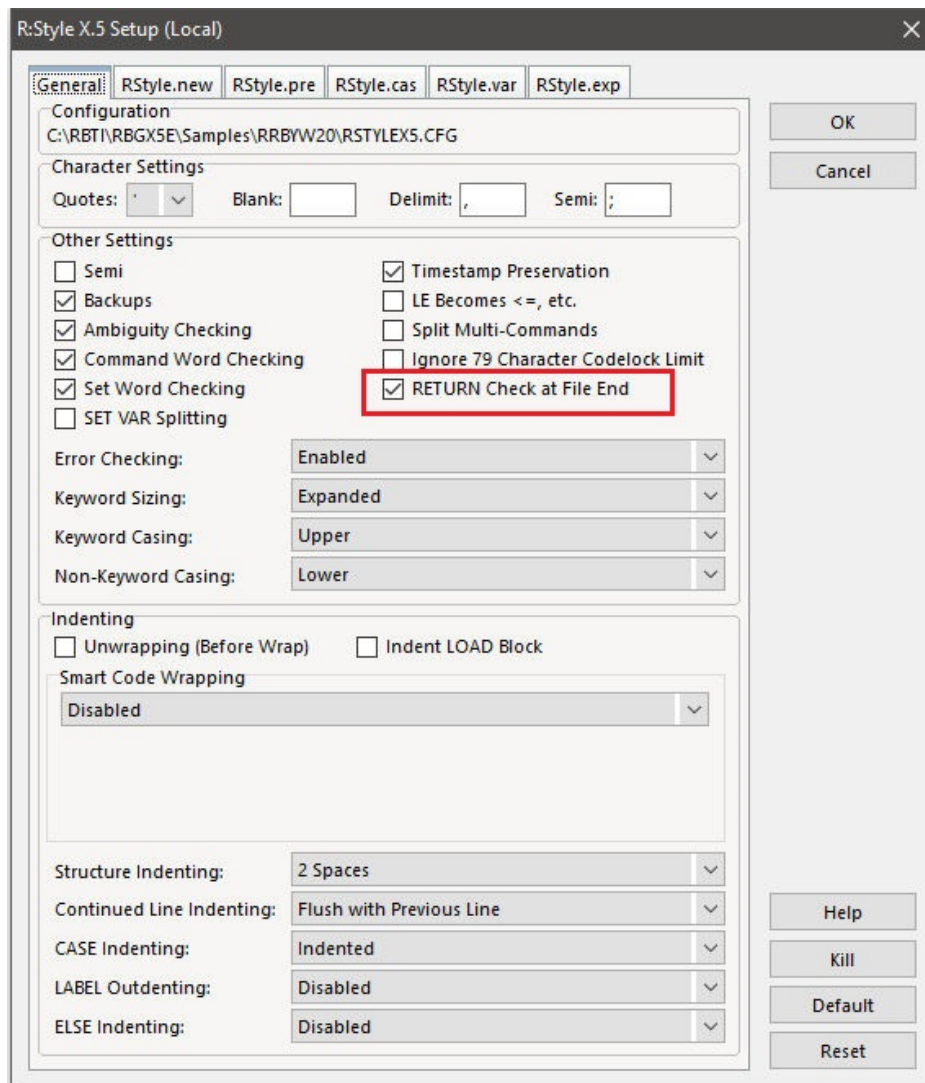 R:Style X.5 Setup (Local)
General RStyle.new RStyle.pre RStyle.cas RStyle.var RStyle.exp
Configuration
C:\RBTI\RBGX5E\Samples\RRBYW20\RSTYLEX5.CFG
OK
Character Settings
Cancel
Quotes: ' Blank: Delimit: , Semi: ;
Other Settings
Semi
Timestamp Preservation
Backups
LE Becomes <=, etc.
Ambiguity Checking
Split Multi-Commands
Command Word Checking
Ignore 79 Character Codelock Limit
Set Word Checking
RETURN Check at File End
SET VAR Splitting
Error Checking: Enabled
Keyword Sizing: Expanded
Keyword Casing: Upper
Non-Keyword Casing: Lower
Indenting
Unwrapping (Before Wrap)
Indent LOAD Block
Smart Code Wrapping
Disabled
Structure Indenting: 2 Spaces
Continued Line Indenting: Flush with Previous Line
CASE Indenting: Indented
LABEL Outdenting: Disabled
ELSE Indenting: Disabled
Help
Kill
Default
Reset